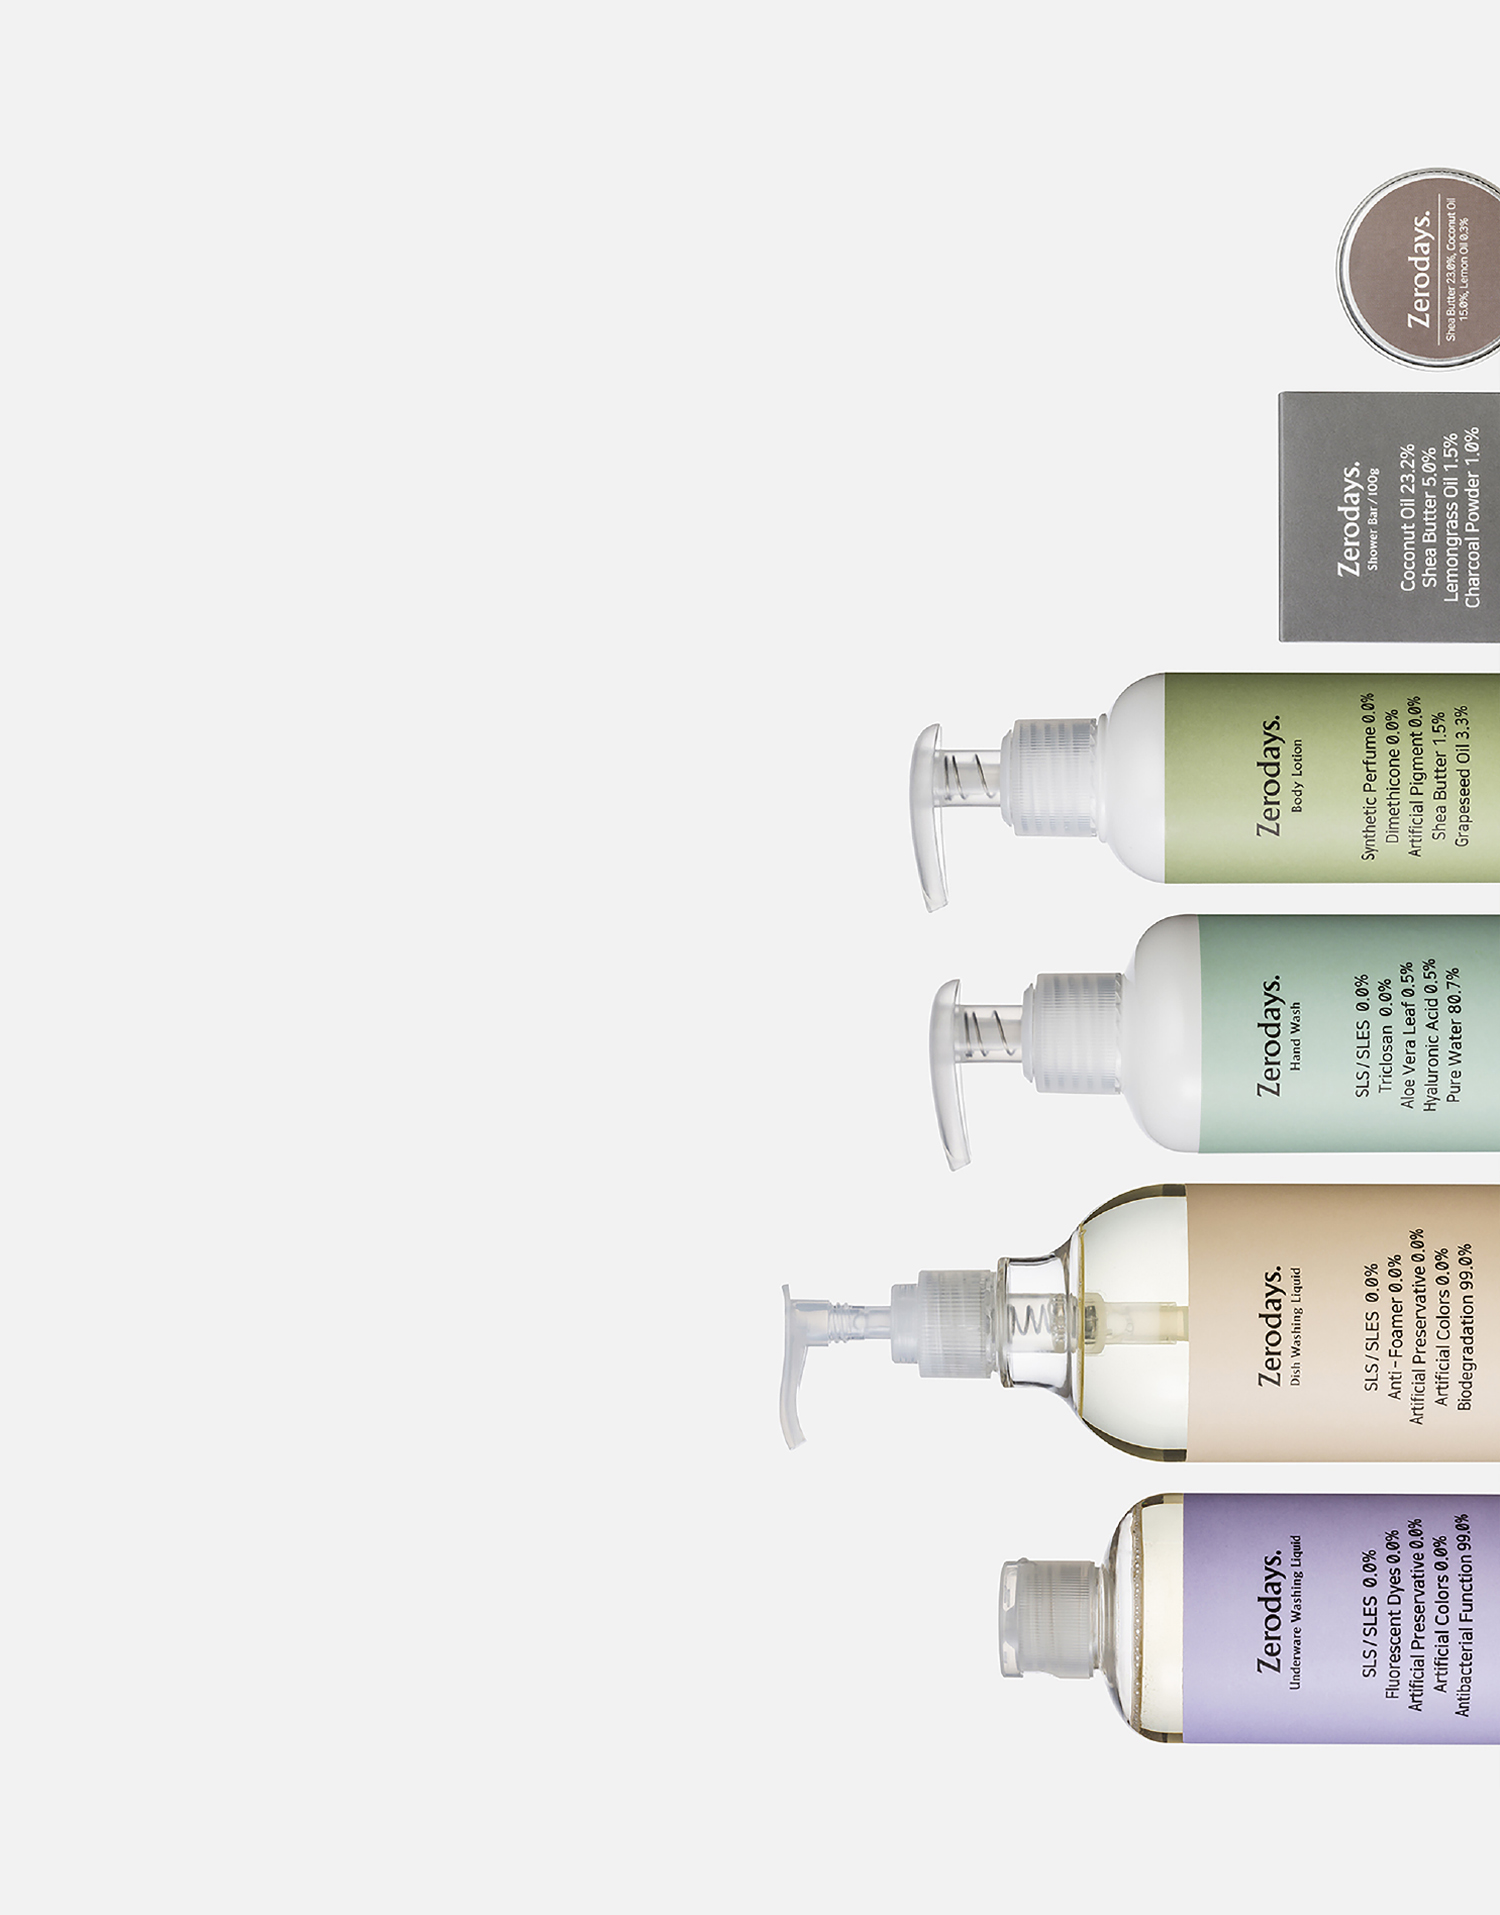 Zerodays.
Shea Butter 23.0%, Coconut Oil
15.0%, Lemon Oil 0.3%
Zerodays.
Shower Bar / 100g
Coconut Oil 23.2%
Shea Butter 5.0%
Lemongrass Oil 1.5%
Charcoal Powder 1.0%
Zerodays.
Body Lotion
Synthetic Perfume 0.0%
Dimethicone 0.0%
Artificial Pigment 0.0%
Shea Butter 1.5%
Grapeseed Oil 3.3%
Zerodays.
Hand Wash
SLS / SLES 0.0%
Triclosan 0.0%
Aloe Vera Leaf 0.5%
Hyaluronic Acid 0.5%
Pure Water 80.7%
Zerodays.
Dish Washing Liquid
SLS / SLES 0.0%
Anti-Foamer 0.0%
Artificial Preservative 0.0%
Artificial Colors 0.0%
Biodegradation 99.0%
Zerodays.
Underware Washing Liquid
SLS / SLES 0.0%
Fluorescent Dyes 0.0%
Artificial Preservative 0.0%
Artificial Colors 0.0%
Antibacterial Function 99.0%